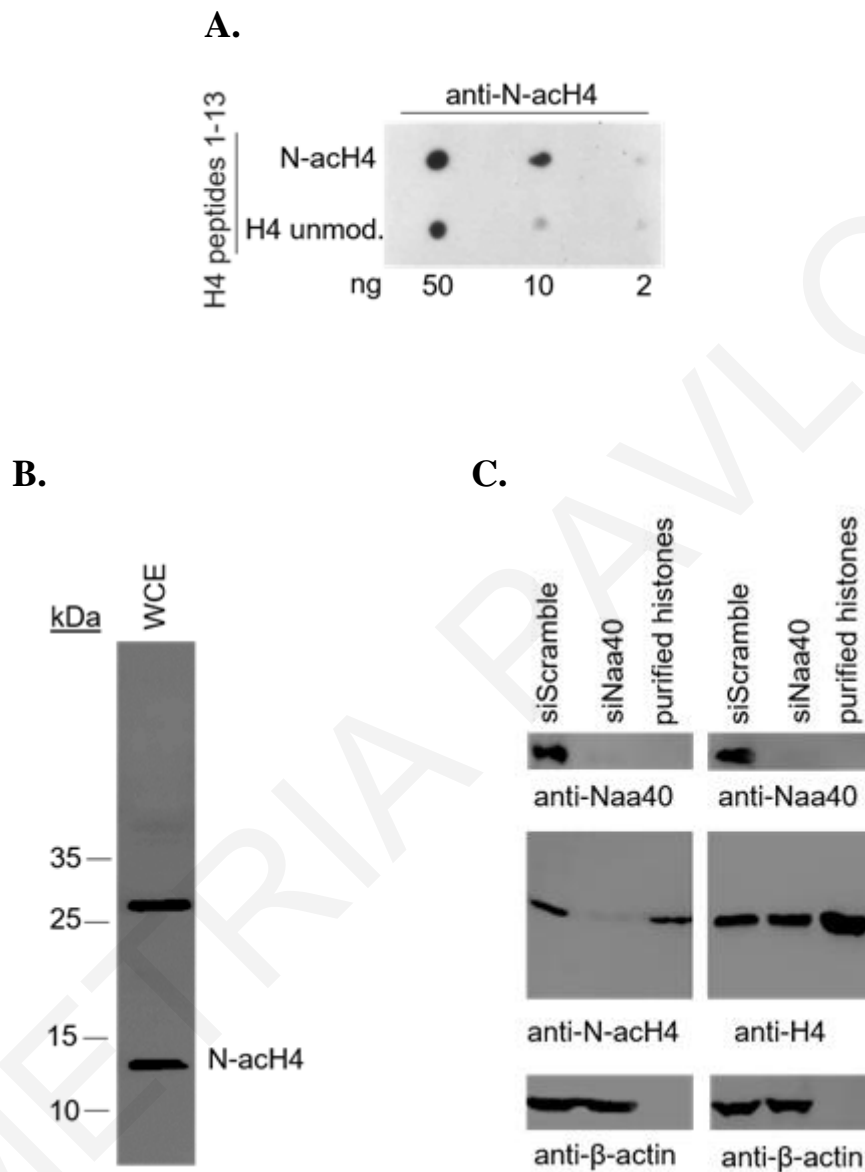 A.
anti-N-acH4
H4 peptides 1-13
N-acH4
H4 unmod.
ng 50 10 2
B.
C.
kDa
WCE
35
25
15
10
N-acH4
siScramble
siNaa40
purified histones
siScramble
siNaa40
purified histones
anti-Naa40
anti-Naa40
anti-N-acH4
anti-H4
anti-β-actin
anti-β-actin
METRIA PAVLO